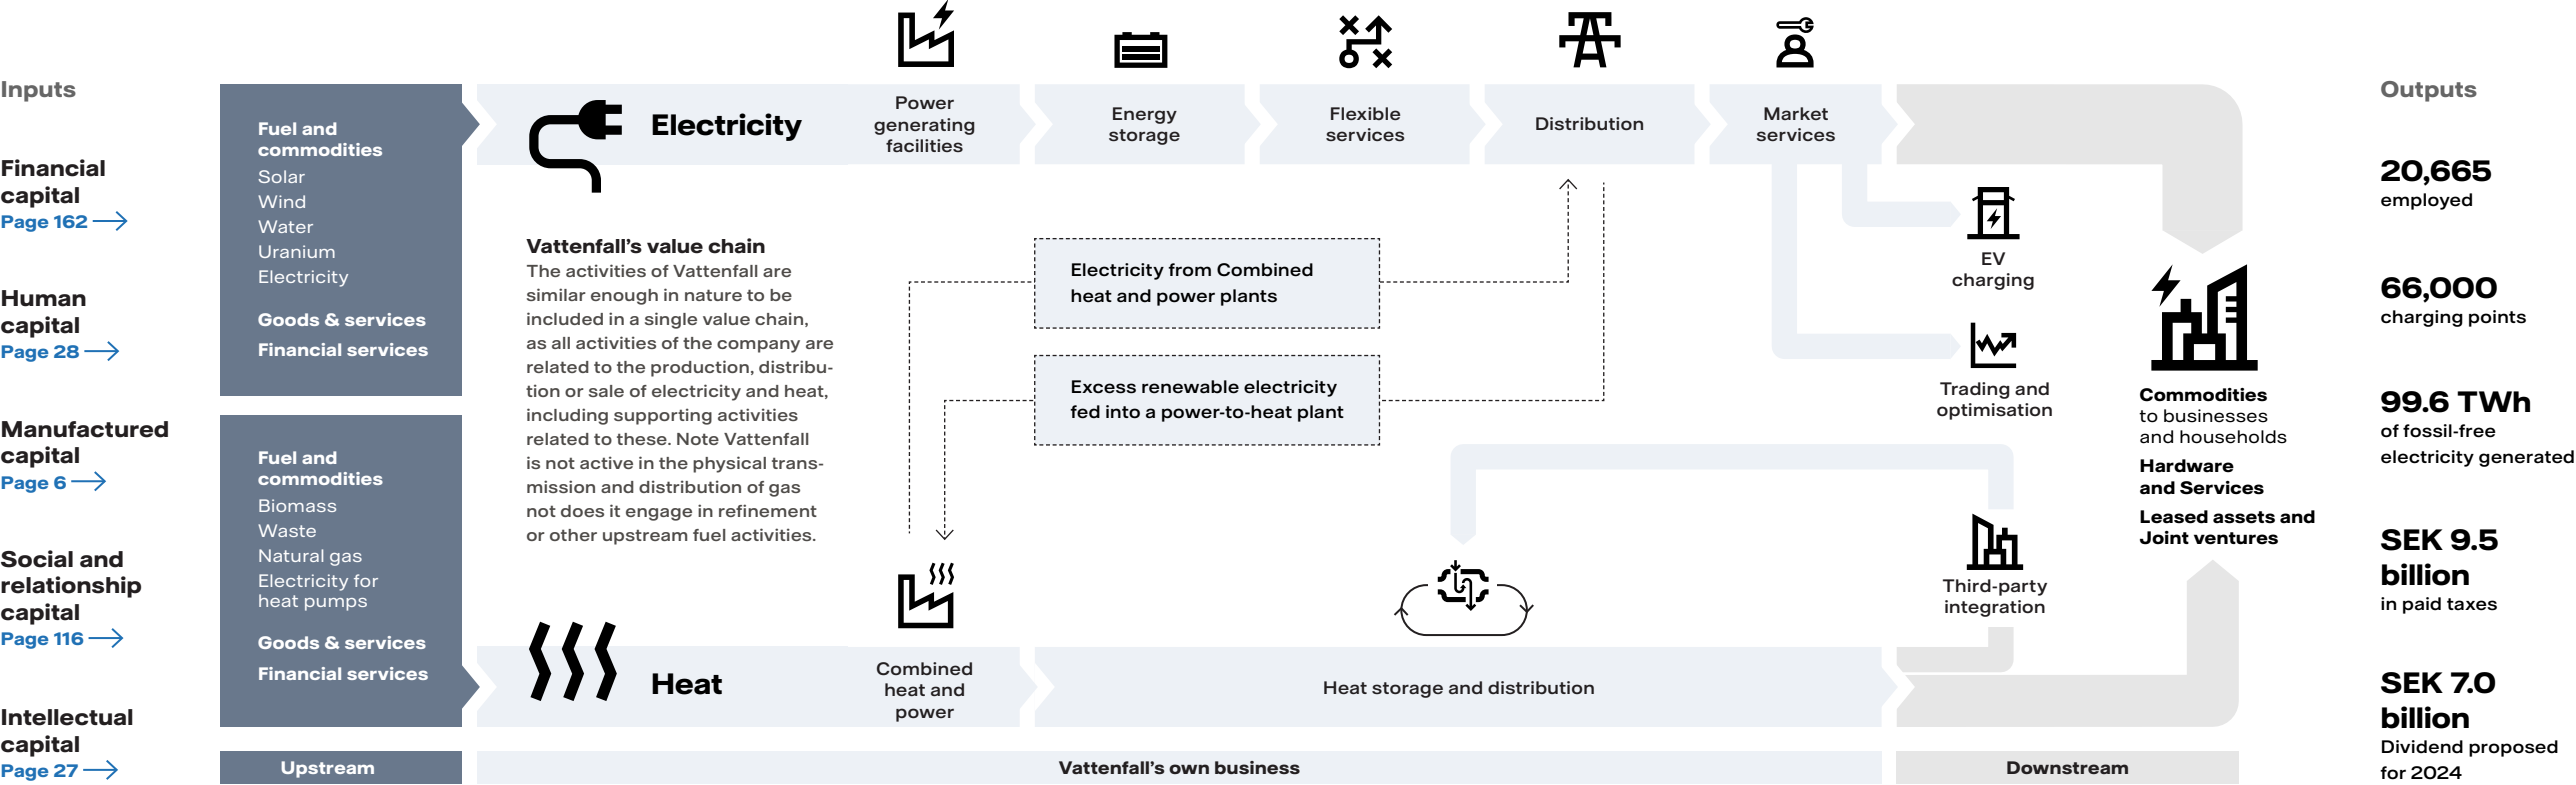 Inputs
Financial
capital
Page 162
Human
capital
Page 28
Manufactured
capital
Page 6
Social and
relationship
capital
Page 116
Intellectual
capital
Page 27
Fuel and
commodities
Solar
Wind
Water
Uranium
Electricity
Goods & services
Financial services
Fuel and
commodities
Biomass
Waste
Natural gas
Electricity for
heat pumps
Goods & services
Financial services
Upstream
Electricity
Power
generating
facilities
Energy
storage
Flexible
services
Distribution
Market
services
Vattenfall’s value chain
The activities of Vattenfall are
similar enough in nature to be
included in a single value chain,
as all activities of the company are
related to the production, distribu-
tion or sale of electricity and heat,
including supporting activities
related to these. Note Vattenfall
is not active in the physical trans-
mission and distribution of gas
not does it engage in refinement
or other upstream fuel activities.
Electricity from Combined
heat and power plants
Excess renewable electricity
fed into a power-to-heat plant
EV
charging
Trading and
optimisation
Third-party
integration
Heat
Combined
heat and
power
Heat storage and distribution
Vattenfall’s own business
Commodities
to businesses
and households
Hardware
and Services
Leased assets and
Joint ventures
Downstream
Outputs
20,665
employed
66,000
charging points
99.6 TWh
of fossil-free
electricity generated
SEK 9.5
billion
in paid taxes
SEK 7.0
billion
Dividend proposed
for 2024